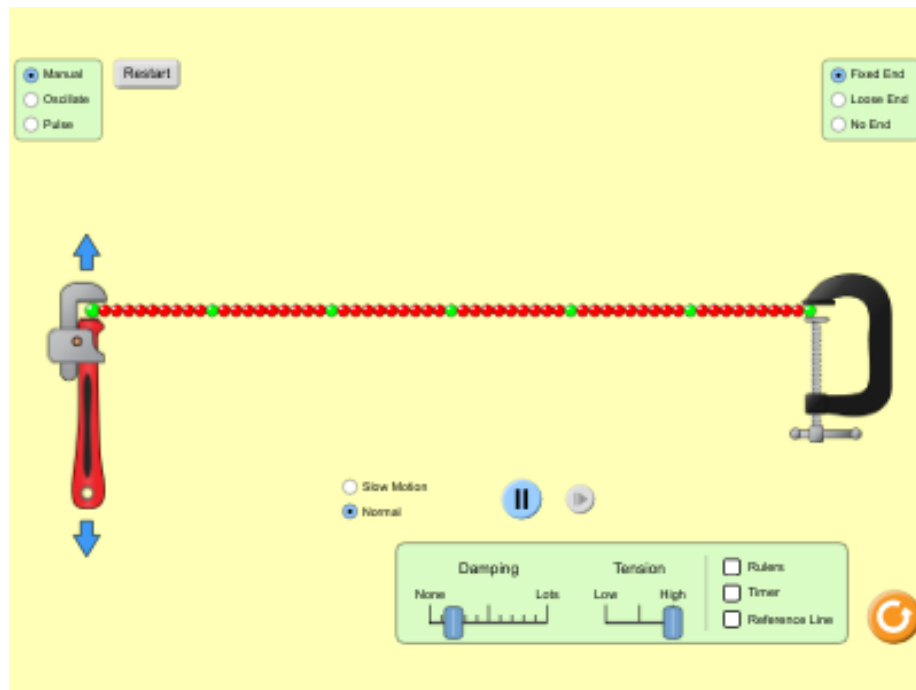 Manual
Oscillate
Pulse
Restart
Fixed End
Loose End
No End
Slow Motion
Normal
Damping
None
Lots
Tension
Low
High
Rulers
Timer
Reference Line